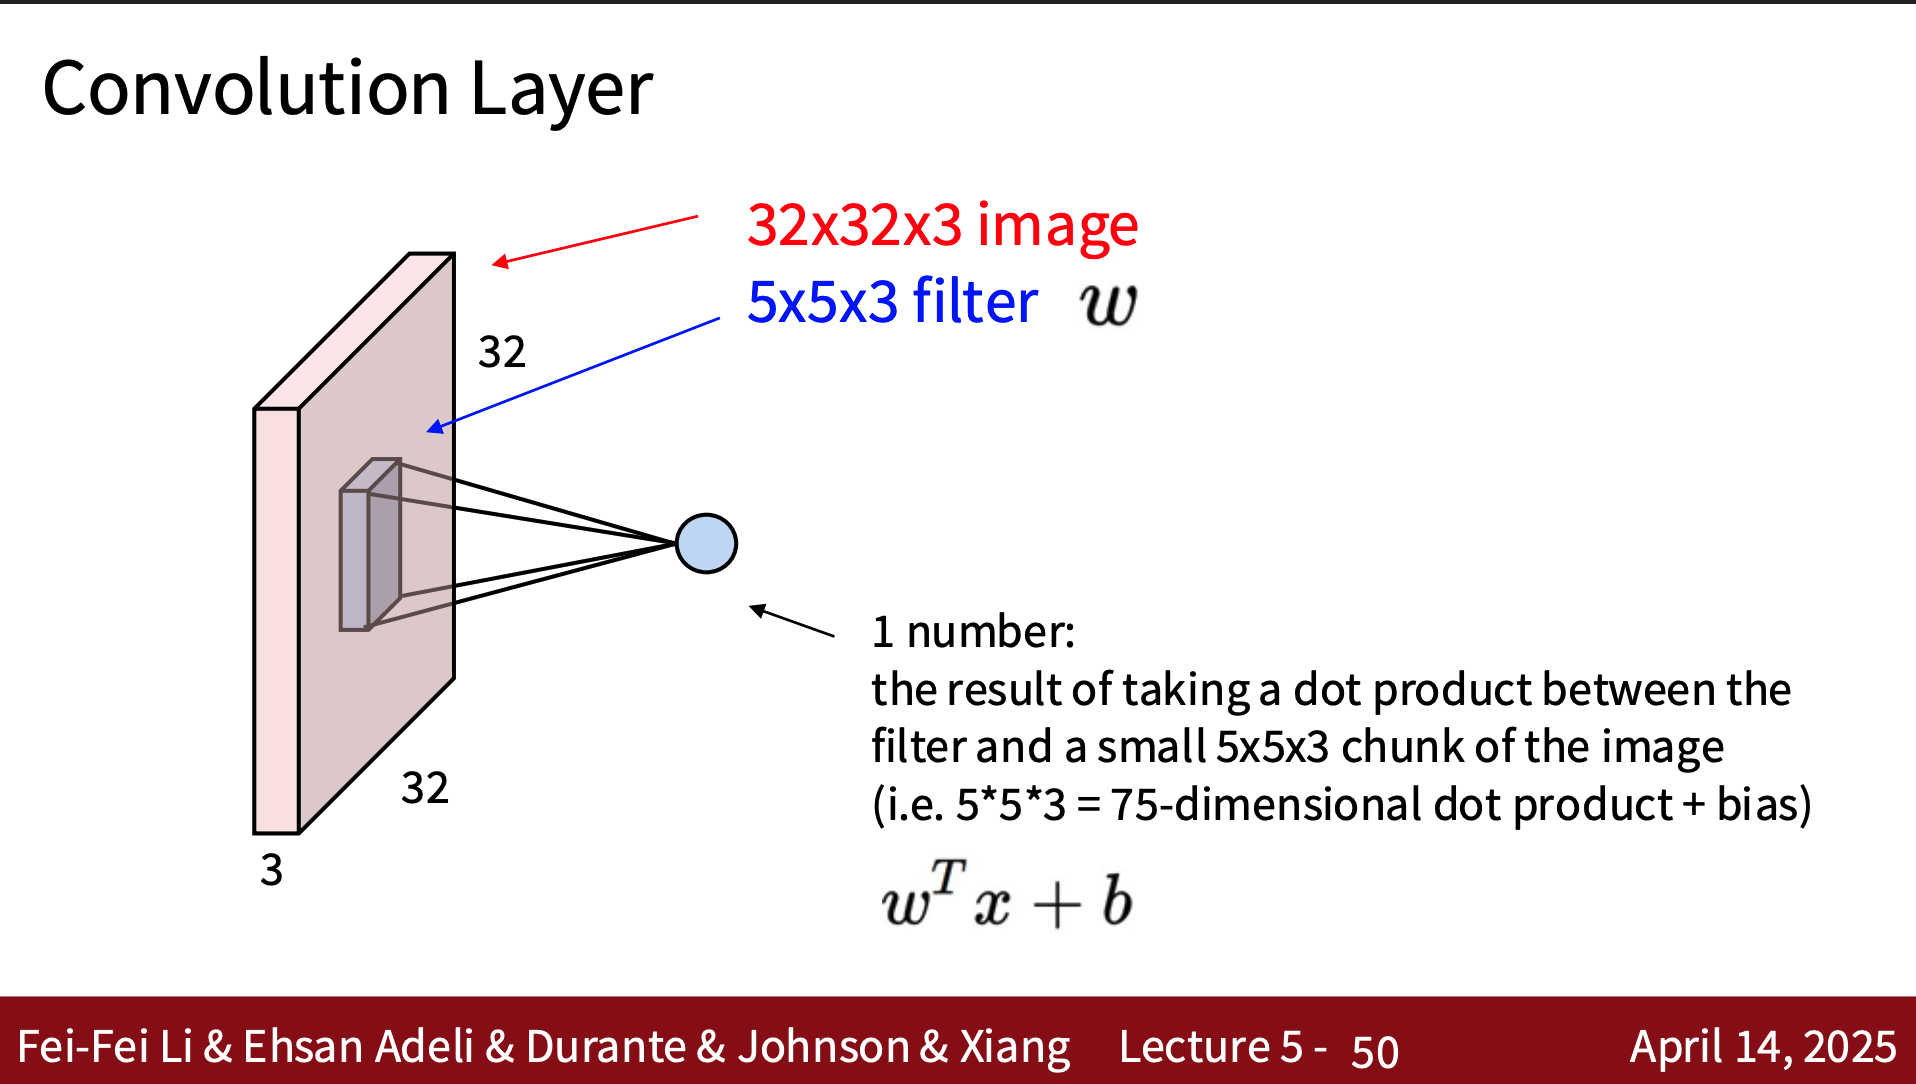 Convolution Layer
32x32x3 image
5x5x3 filter w
32
32
3
1 number:
the result of taking a dot product between the
filter and a small 5x5x3 chunk of the image
(i.e. 5*5*3 = 75-dimensional dot product + bias)
w^T x + b
Fei-Fei Li & Ehsan Adeli & Durante & Johnson & Xiang Lecture 5 - 50 April 14, 2025